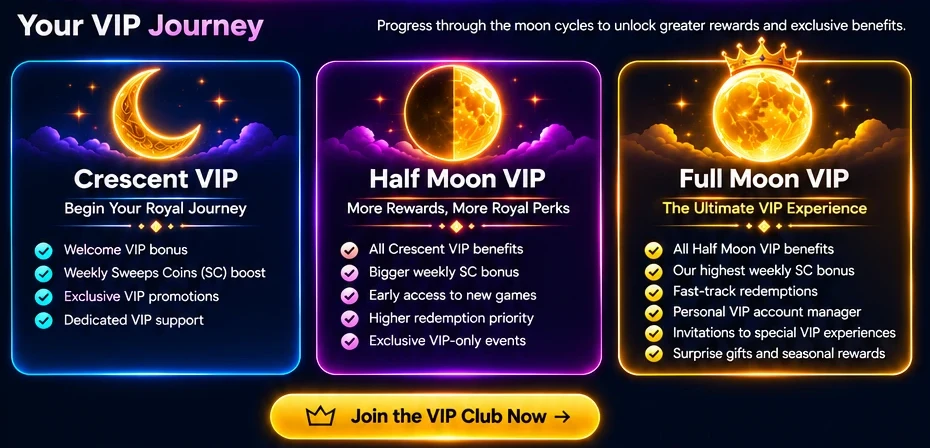 Your VIP Journey
Progress through the moon cycles to unlock greater rewards and exclusive benefits.
Crescent VIP
Begin Your Royal Journey
Welcome VIP bonus
Weekly Sweeps Coins (SC) boost
Exclusive VIP promotions
Dedicated VIP support
Half Moon VIP
More Rewards, More Royal Perks
All Crescent VIP benefits
Bigger weekly SC bonus
Early access to new games
Higher redemption priority
Exclusive VIP-only events
Full Moon VIP
The Ultimate VIP Experience
All Half Moon VIP benefits
Our highest weekly SC bonus
Fast-track redemptions
Personal VIP account manager
Invitations to special VIP experiences
Surprise gifts and seasonal rewards
Join the VIP Club Now →